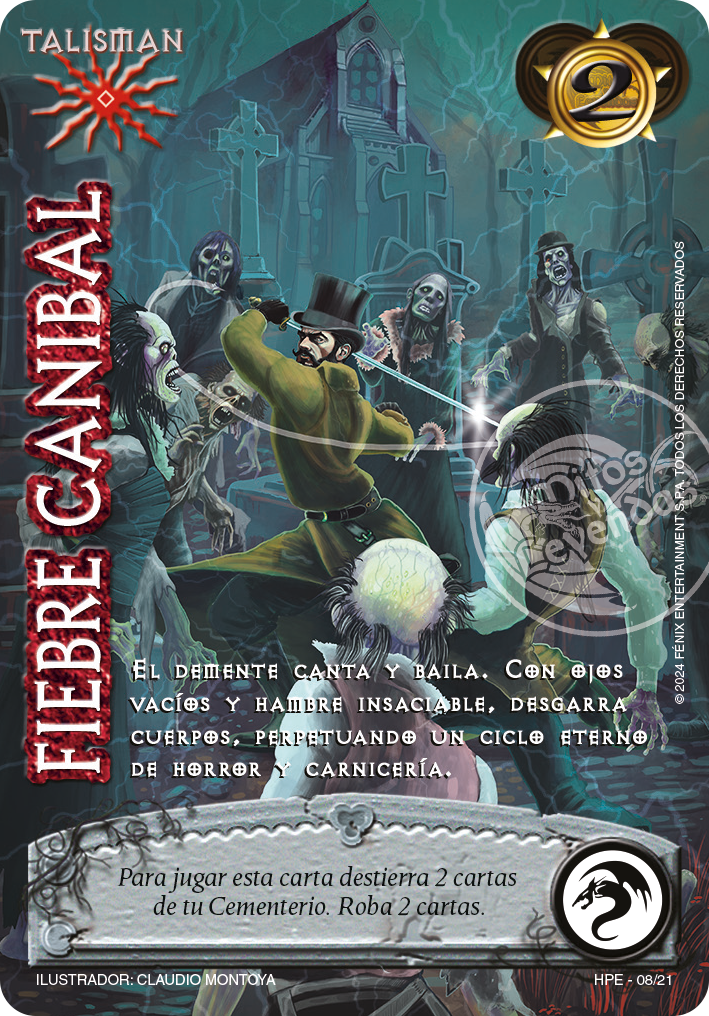 TALISMAN
2
FIEBRE CANIBAL
El demente canta y baila. Con ojos
vacíos y hambre insaciable, desgarra
cuerpos, perpetuando un ciclo eterno
de horror y carnicería.
Para jugar esta carta destierra 2 cartas
de tu Cementerio. Roba 2 cartas.
ILUSTRADOR: CLAUDIO MONTOYA
HPE - 08/21
© 2024 FÉNIX ENTERTAINMENT S.P.A. TODOS LOS DERECHOS RESERVADOS
Mitos
Leyendas